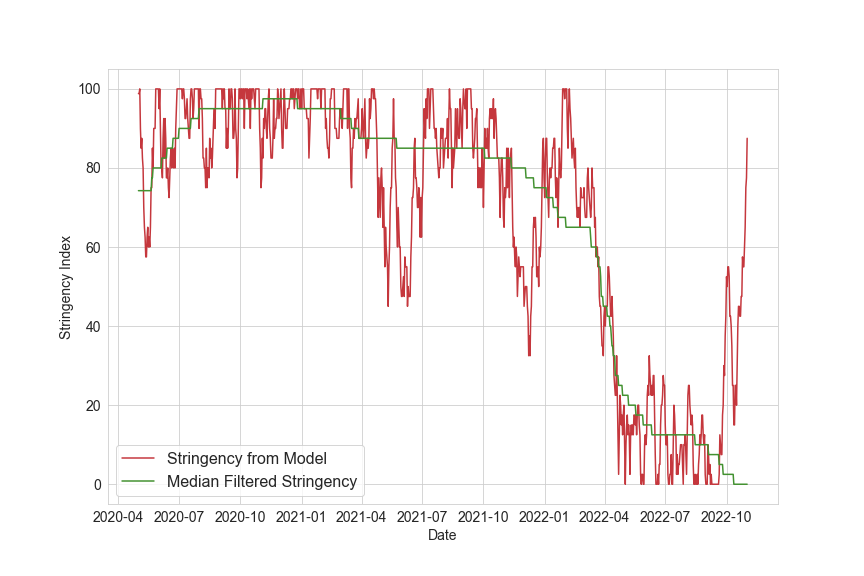 100
80
60
40
20
0
Stringency Index
Stringency from Model
Median Filtered Stringency
2020-04 2020-07 2020-10 2021-01 2021-04 2021-07 2021-10 2022-01 2022-04 2022-07 2022-10
Date